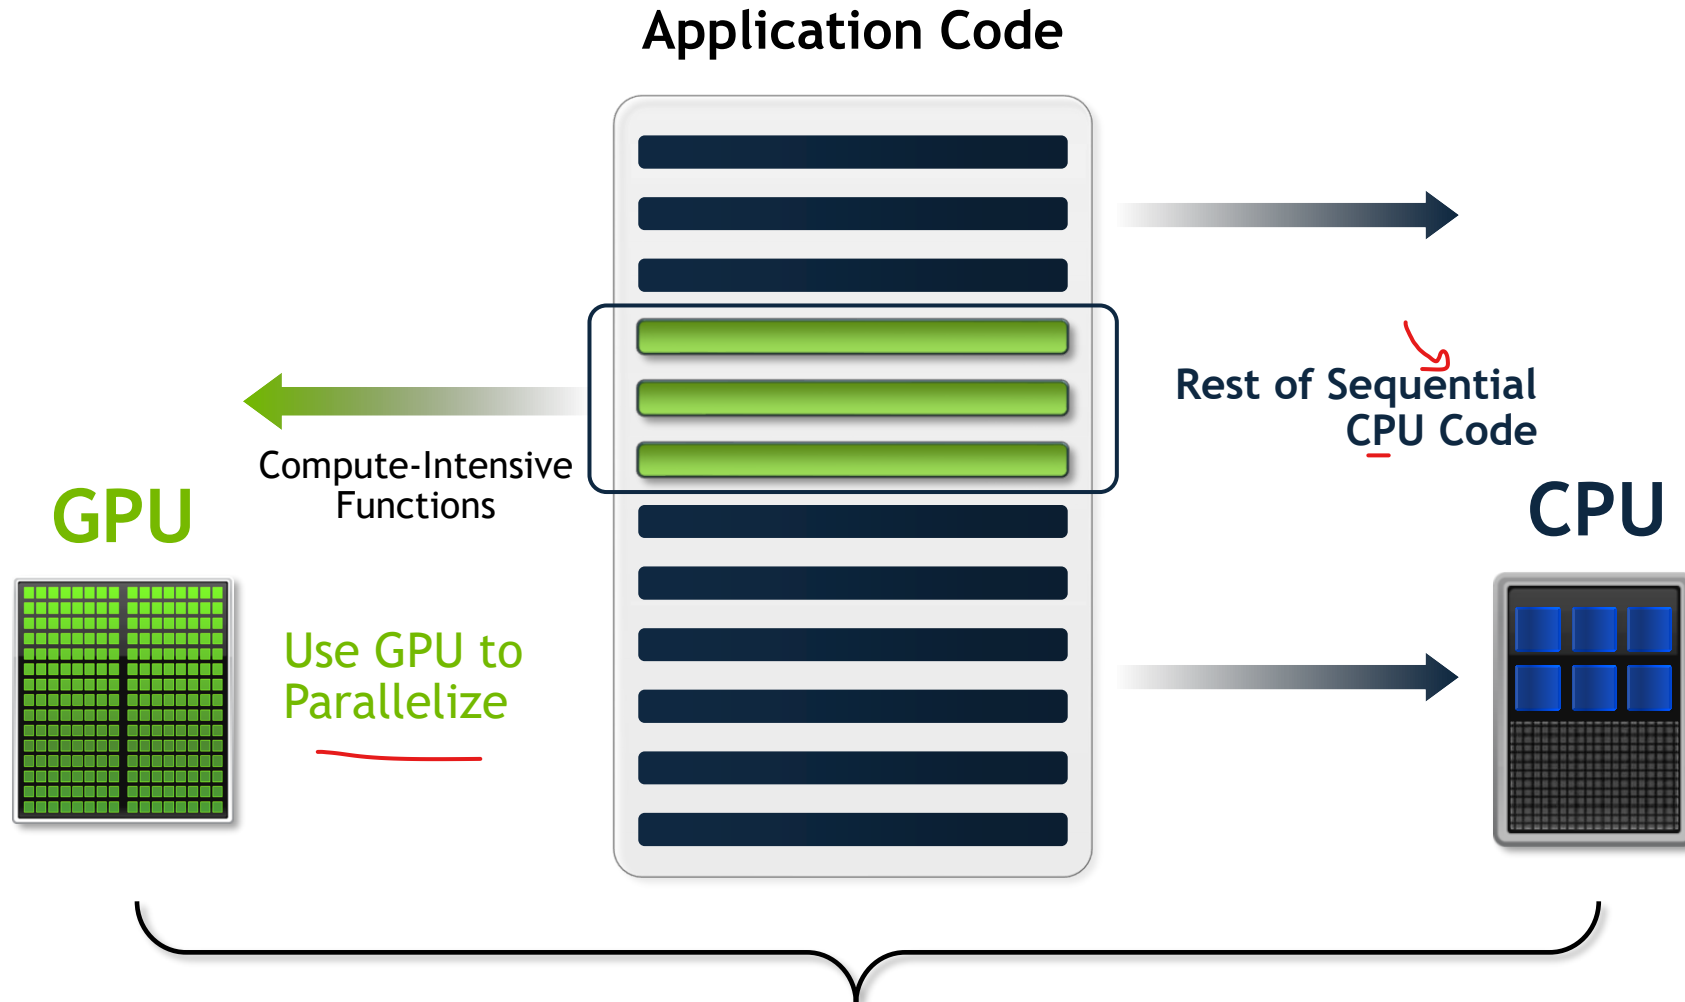 Application Code
Rest of Sequential
CPU Code
Compute-Intensive
Functions
GPU
CPU
Use GPU to
Parallelize